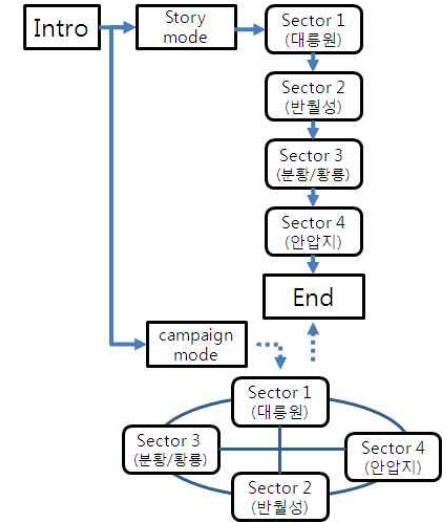 Intro
Story
mode
Sector 1
(대릉원)
Sector 2
(반월성)
Sector 3
(분황/황룡)
Sector 4
(안압지)
End
campaign
mode
Sector 1
(대릉원)
Sector 3
(분황/황룡)
Sector 4
(안압지)
Sector 2
(반월성)